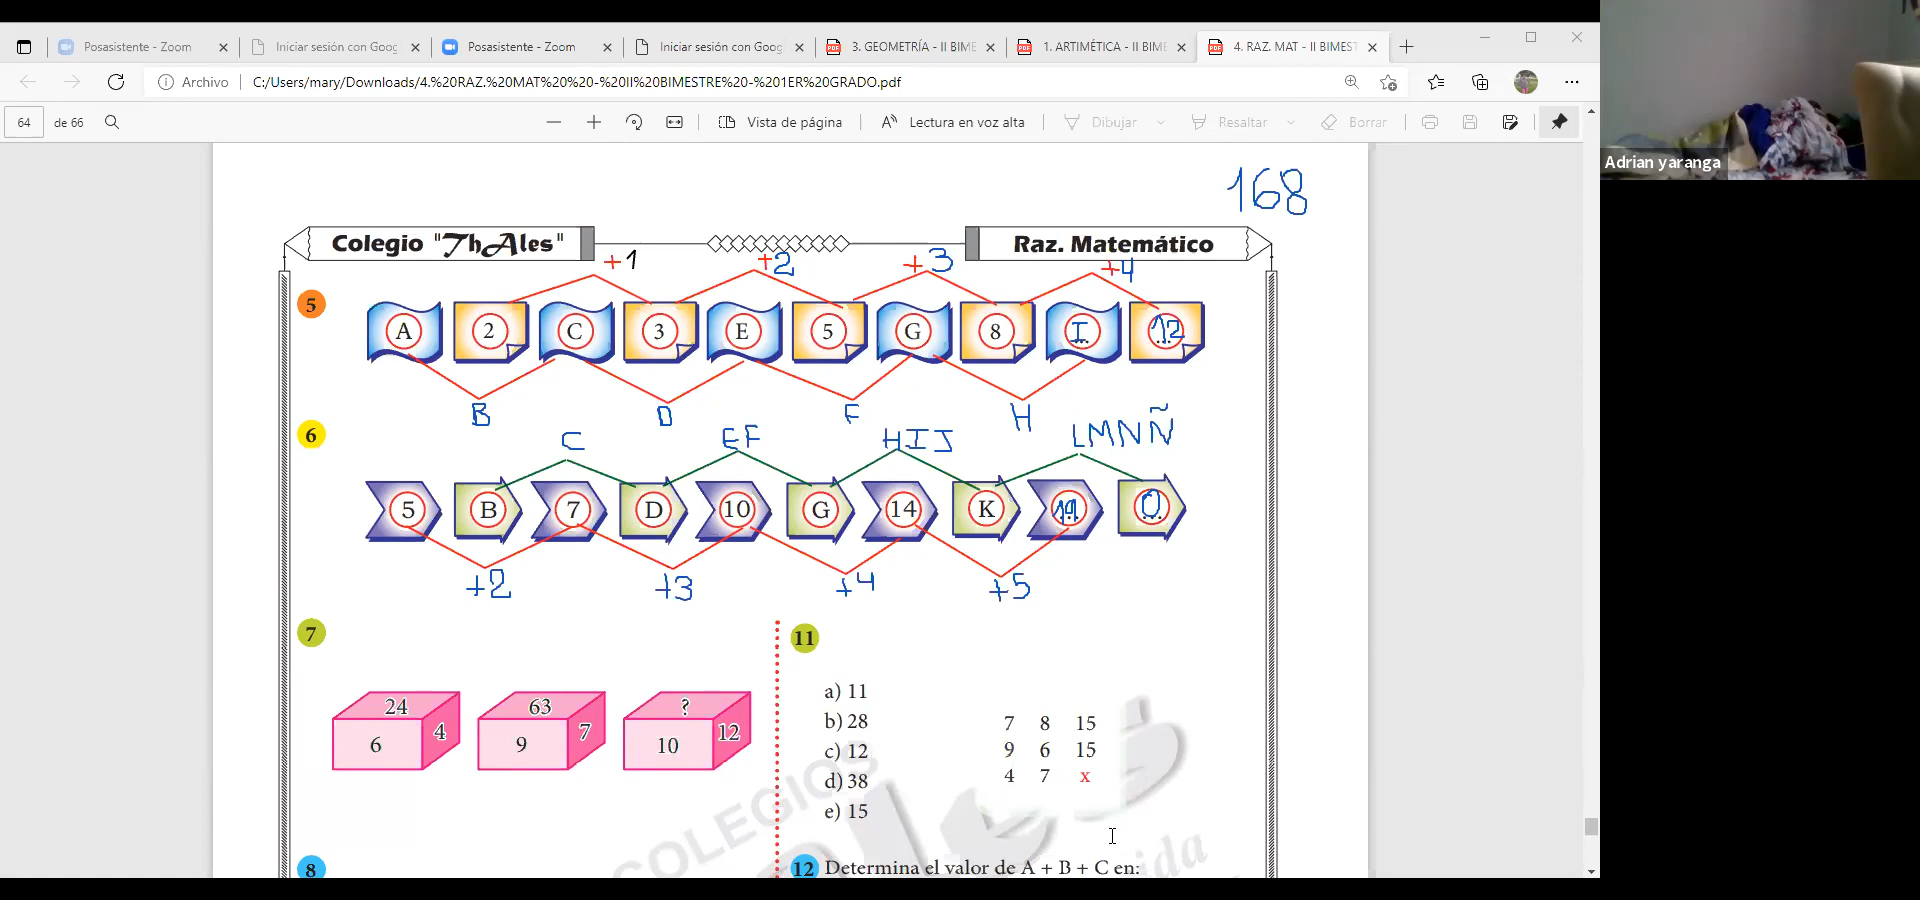 Posasistente - Zoom
Iniciar sesión con Goog
Posasistente - Zoom
Iniciar sesión con Goog
3. GEOMETRÍA - II BIME
1. ARTIMÉTICA - II BIME
4. RAZ. MAT - II BIMEST
Archivo C:/Users/mary/Downloads/4.%20RAZ.%20MAT%20%20-%20II%20BIMESTRE%20-%201ER%20GRADO.pdf
64 de 66 Vista de página Lectura en voz alta Dibujar Resaltar Borrar
Adrian yaranga
168
Colegio "ThAles" Raz. Matemático
+1 +2 +3 +4
5
A 2 C 3 E 5 G 8 I 12
B D F H
6
C EF HIJ LMNÑ
5 B 7 D 10 G 14 K 19 O
+2 +3 +4 +5
7
24 63 ?
4 7 12
6 9 10
11
a) 11
b) 28
c) 12
d) 38
e) 15
7 8 15
9 6 15
4 7 x
COLEGIOS
8
12 Determina el valor de A + B + C en: